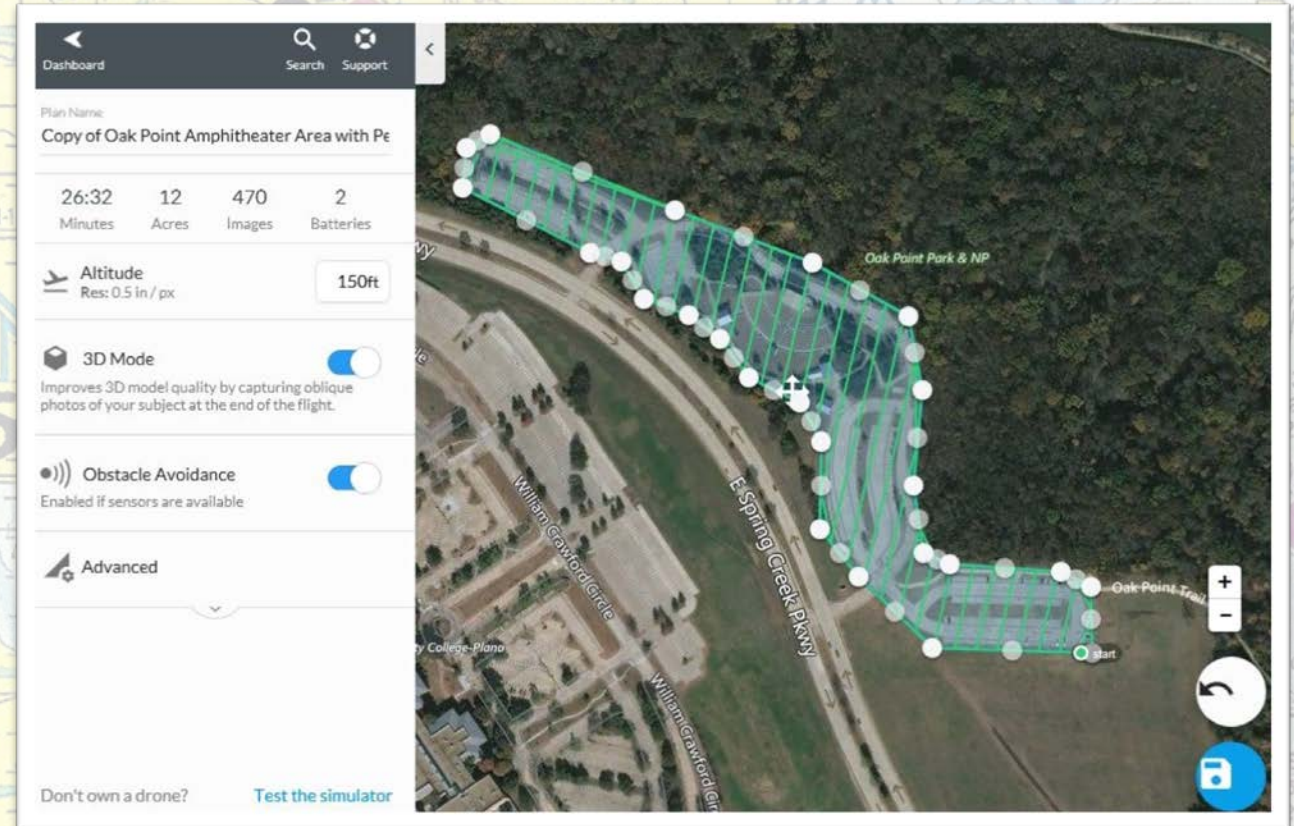 Dashboard
Search
Support
Plan Name
Copy of Oak Point Amphitheater Area with Pe
26:32
12
470
2
Minutes
Acres
Images
Batteries
Altitude
Res: 0.5 in / px
150ft
3D Mode
Improves 3D model quality by capturing oblique
photos of your subject at the end of the flight.
Obstacle Avoidance
Enabled if sensors are available
Advanced
Don't own a drone?
Test the simulator
Oak Point Park & NP
E Spring Creek Pkwy
William Crawford Circle
William Crawford Cir
ty College-Plano
Oak Point Trail
start
+
−